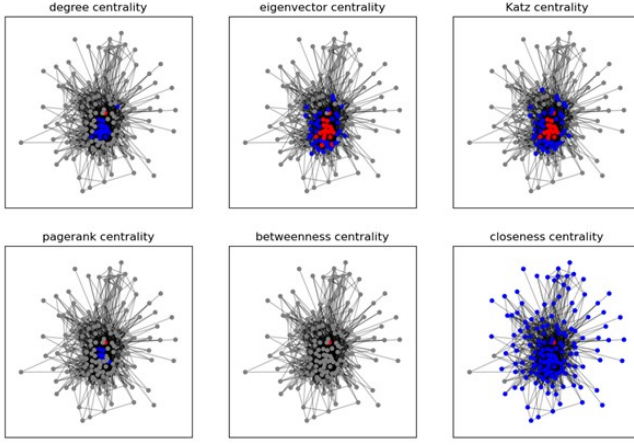 degree centrality
eigenvector centrality
Katz centrality
pagerank centrality
betweenness centrality
closeness centrality